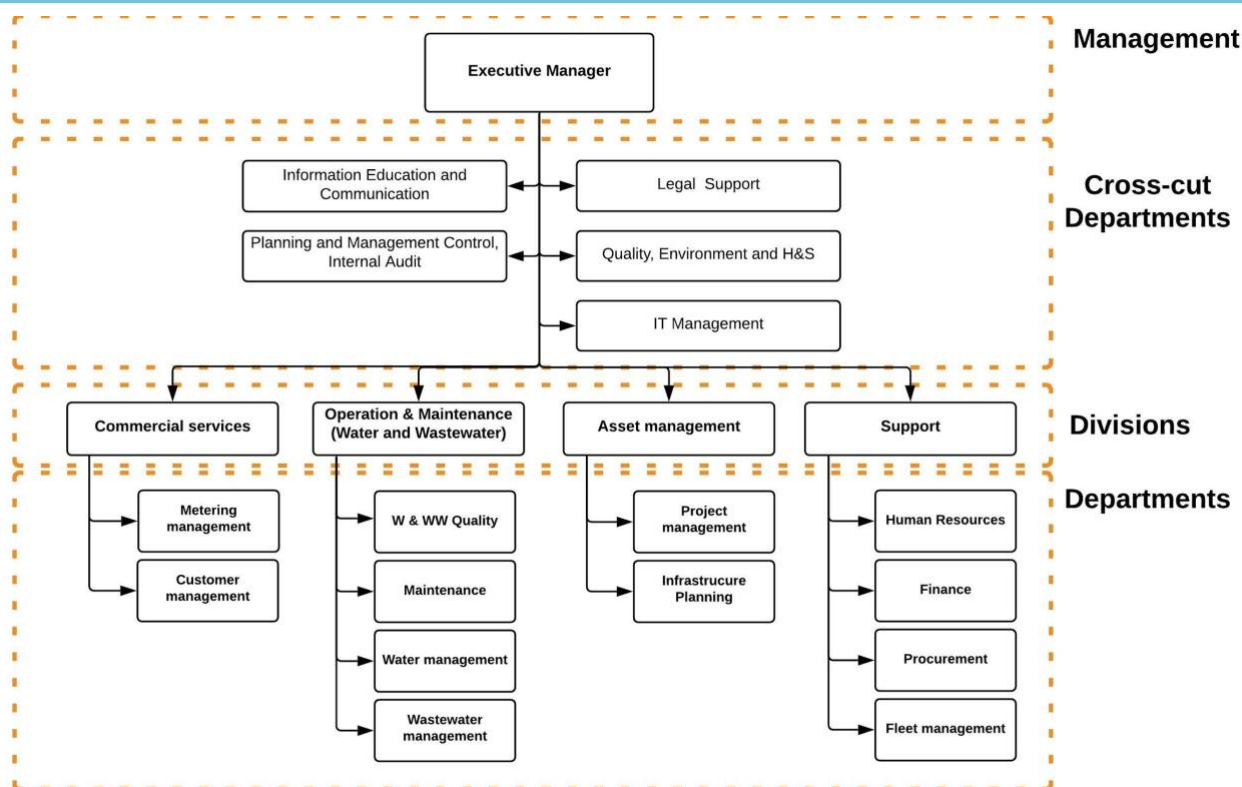 Management
Executive Manager
Cross-cut
Departments
Information Education and
Communication
Legal  Support
Planning and Management Control,
Internal Audit
Quality, Environment and H&S
IT Management
Divisions
Commercial services
Operation & Maintenance
(Water and Wastewater)
Asset management
Support
Departments
Metering
management
Customer
management
W & WW Quality
Maintenance
Water management
Wastewater
management
Project
management
Infrastrucure
Planning
Human Resources
Finance
Procurement
Fleet management